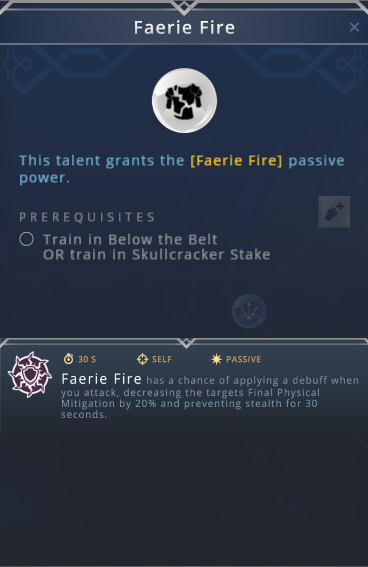 Faerie Fire
This talent grants the [Faerie Fire] passive
power.
PREREQUISITES
Train in Below the Belt
OR train in Skullcracker Stake
30 S SELF PASSIVE
Faerie Fire has a chance of applying a debuff when
you attack, decreasing the targets Final Physical
Mitigation by 20% and preventing stealth for 30
seconds.